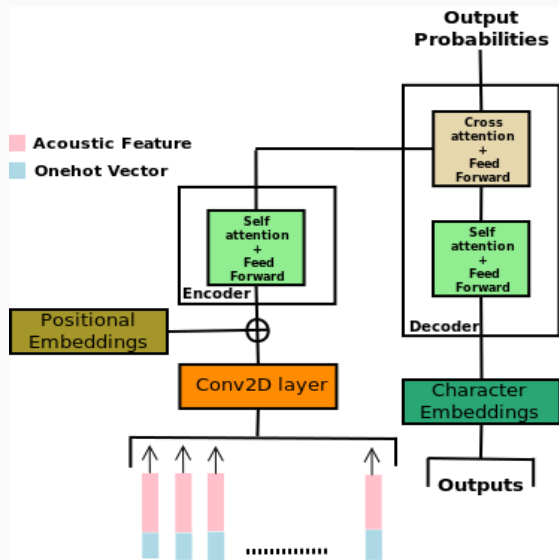 Output
Probabilities
Cross
attention
+
Feed
Forward
Acoustic Feature
Onehot Vector
Self
attention
+
Feed
Forward
Encoder
Self
attention
+
Feed
Forward
Decoder
Positional
Embeddings
Conv2D layer
Character
Embeddings
Outputs